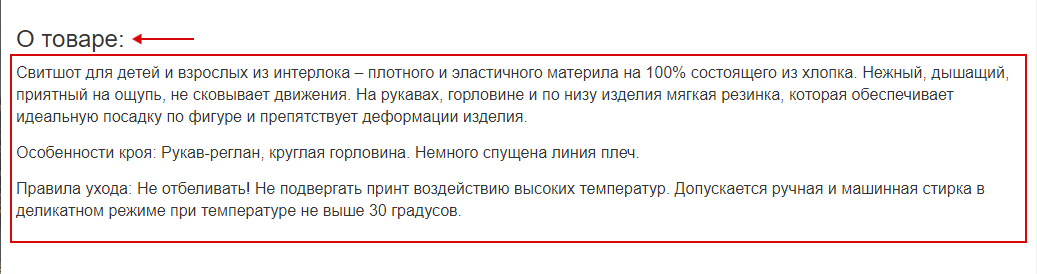 О товаре:
Свитшот для детей и взрослых из интерлока – плотного и эластичного материла на 100% состоящего из хлопка. Нежный, дышащий,
приятный на ощупь, не сковывает движения. На рукавах, горловине и по низу изделия мягкая резинка, которая обеспечивает
идеальную посадку по фигуре и препятствует деформации изделия.
Особенности кроя: Рукав-реглан, круглая горловина. Немного спущена линия плеч.
Правила ухода: Не отбеливать! Не подвергать принт воздействию высоких температур. Допускается ручная и машинная стирка в
деликатном режиме при температуре не выше 30 градусов.